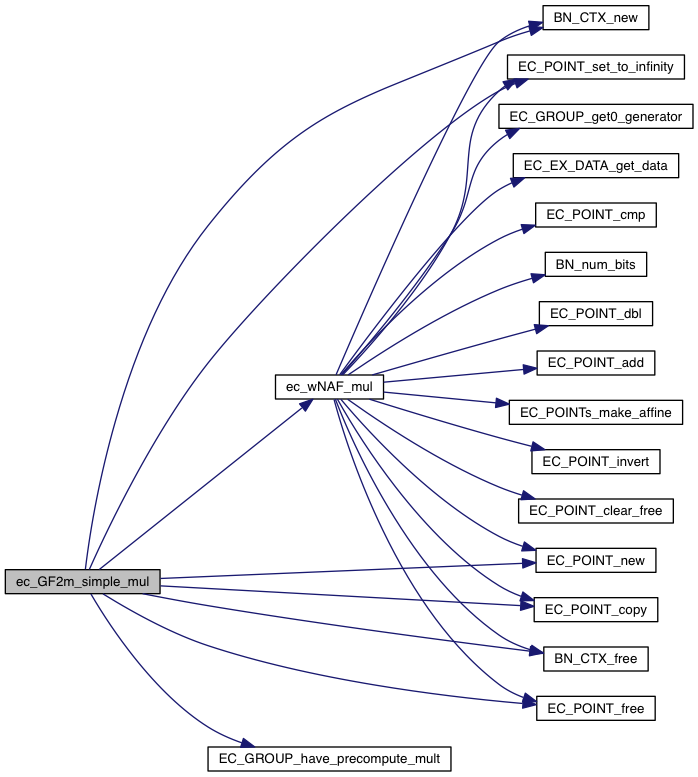 BN_CTX_new
EC_POINT_set_to_infinity
EC_GROUP_get0_generator
EC_EX_DATA_get_data
EC_POINT_cmp
BN_num_bits
EC_POINT_dbl
EC_POINT_add
ec_wNAF_mul
EC_POINTs_make_affine
EC_POINT_invert
EC_POINT_clear_free
EC_POINT_new
ec_GF2m_simple_mul
EC_POINT_copy
BN_CTX_free
EC_POINT_free
EC_GROUP_have_precompute_mult